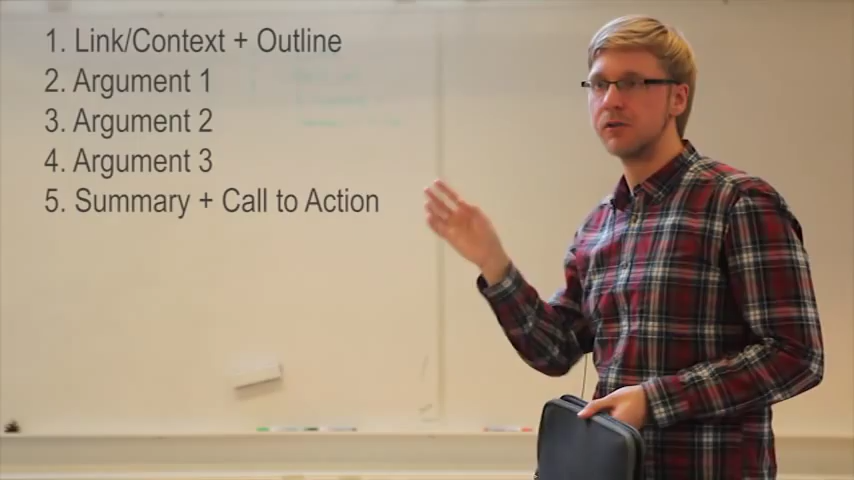 1. Link/Context + Outline
2. Argument 1
3. Argument 2
4. Argument 3
5. Summary + Call to Action